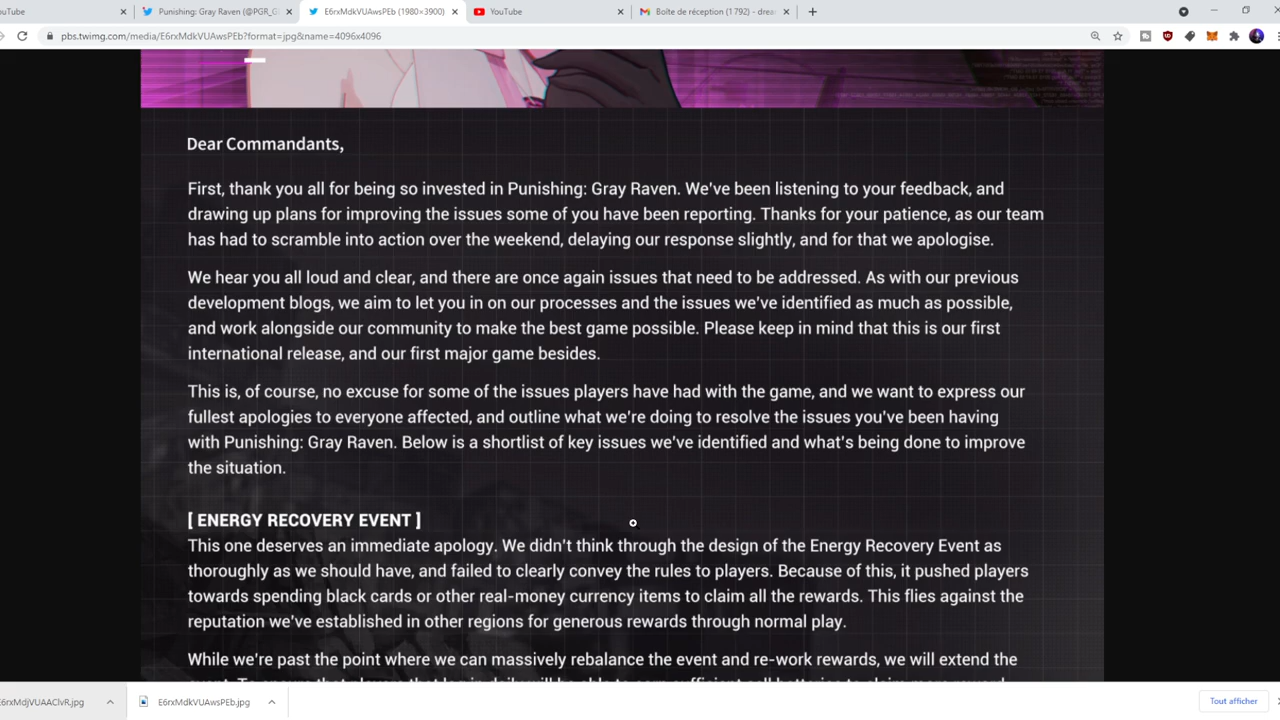 ouTube
Punishing: Gray Raven (@PGR_G
E6rxMdkVUAwsPEb (1980×3900)
YouTube
Boîte de réception (1792) - drea
pbs.twimg.com/media/E6rxMdkVUAwsPEb?format=jpg&name=4096x4096
Dear Commandants,
First, thank you all for being so invested in Punishing: Gray Raven. We've been listening to your feedback, and
drawing up plans for improving the issues some of you have been reporting. Thanks for your patience, as our team
has had to scramble into action over the weekend, delaying our response slightly, and for that we apologise.
We hear you all loud and clear, and there are once again issues that need to be addressed. As with our previous
development blogs, we aim to let you in on our processes and the issues we've identified as much as possible,
and work alongside our community to make the best game possible. Please keep in mind that this is our first
international release, and our first major game besides.
This is, of course, no excuse for some of the issues players have had with the game, and we want to express our
fullest apologies to everyone affected, and outline what we're doing to resolve the issues you've been having
with Punishing: Gray Raven. Below is a shortlist of key issues we've identified and what's being done to improve
the situation.
[ ENERGY RECOVERY EVENT ]
This one deserves an immediate apology. We didn't think through the design of the Energy Recovery Event as
thoroughly as we should have, and failed to clearly convey the rules to players. Because of this, it pushed players
towards spending black cards or other real-money currency items to claim all the rewards. This flies against the
reputation we've established in other regions for generous rewards through normal play.
While we're past the point where we can massively rebalance the event and re-work rewards, we will extend the
E6rxMdjVUAAClvR.jpg
E6rxMdkVUAwsPEb.jpg
Tout afficher